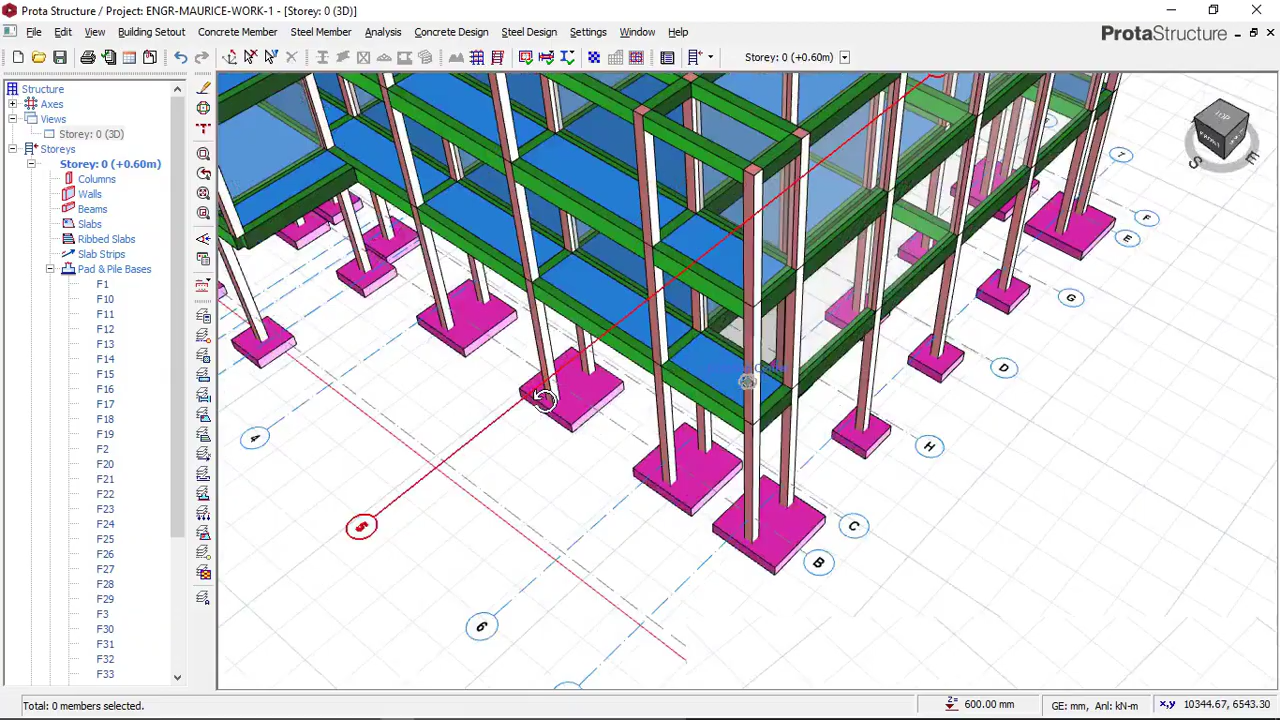 Prota Structure / Project: ENGR-MAURICE-WORK-1 - [Storey: 0 (3D)]
File Edit View Building Setout Concrete Member Steel Member Analysis Concrete Design Steel Design Settings Window Help
ProtaStructure
Storey: 0 (+0.60m)
Structure
Axes
Views
Storey: 0 (3D)
Storeys
Storey: 0 (+0.60m)
Columns
Walls
Beams
Slabs
Ribbed Slabs
Slab Strips
Pad & Pile Bases
F1
F10
F11
F12
F13
F14
F15
F16
F17
F18
F19
F2
F20
F21
F22
F23
F24
F25
F26
F27
F28
F29
F3
F30
F31
F32
F33
TOP
S
E
F
E
G
D
H
C
B
4
5
6
Total: 0 members selected.
Z= 600.00 mm
GE: mm, Anl: kN-m
x,y 10344.67, 6543.30